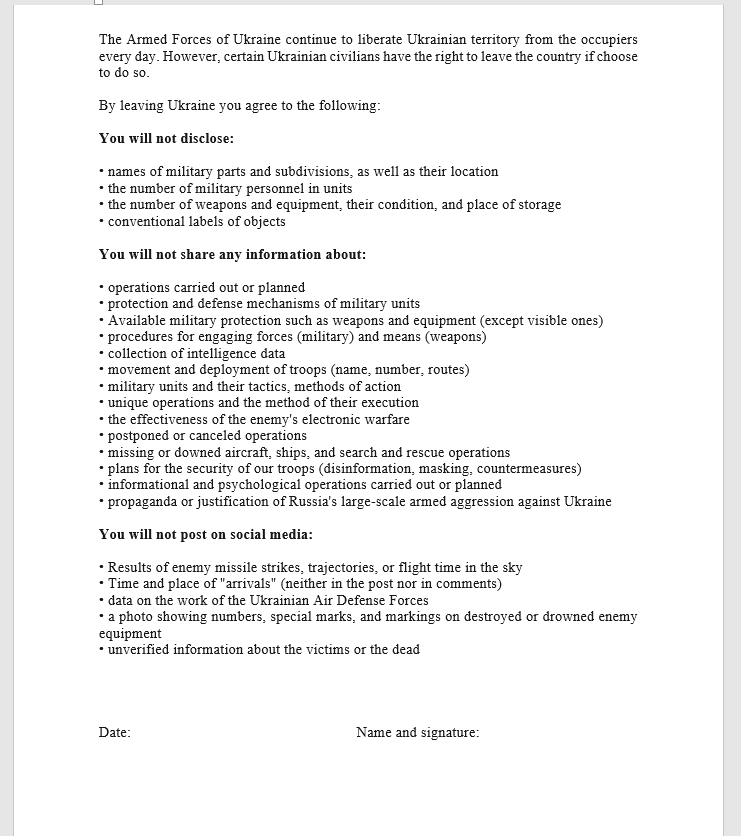 The Armed Forces of Ukraine continue to liberate Ukrainian territory from the occupiers
every day. However, certain Ukrainian civilians have the right to leave the country if choose
to do so.
By leaving Ukraine you agree to the following:
You will not disclose:
• names of military parts and subdivisions, as well as their location
• the number of military personnel in units
• the number of weapons and equipment, their condition, and place of storage
• conventional labels of objects
You will not share any information about:
• operations carried out or planned
• protection and defense mechanisms of military units
• Available military protection such as weapons and equipment (except visible ones)
• procedures for engaging forces (military) and means (weapons)
• collection of intelligence data
• movement and deployment of troops (name, number, routes)
• military units and their tactics, methods of action
• unique operations and the method of their execution
• the effectiveness of the enemy's electronic warfare
• postponed or canceled operations
• missing or downed aircraft, ships, and search and rescue operations
• plans for the security of our troops (disinformation, masking, countermeasures)
• informational and psychological operations carried out or planned
• propaganda or justification of Russia's large-scale armed aggression against Ukraine
You will not post on social media:
• Results of enemy missile strikes, trajectories, or flight time in the sky
• Time and place of "arrivals" (neither in the post nor in comments)
• data on the work of the Ukrainian Air Defense Forces
• a photo showing numbers, special marks, and markings on destroyed or drowned enemy
equipment
• unverified information about the victims or the dead
Date: Name and signature: